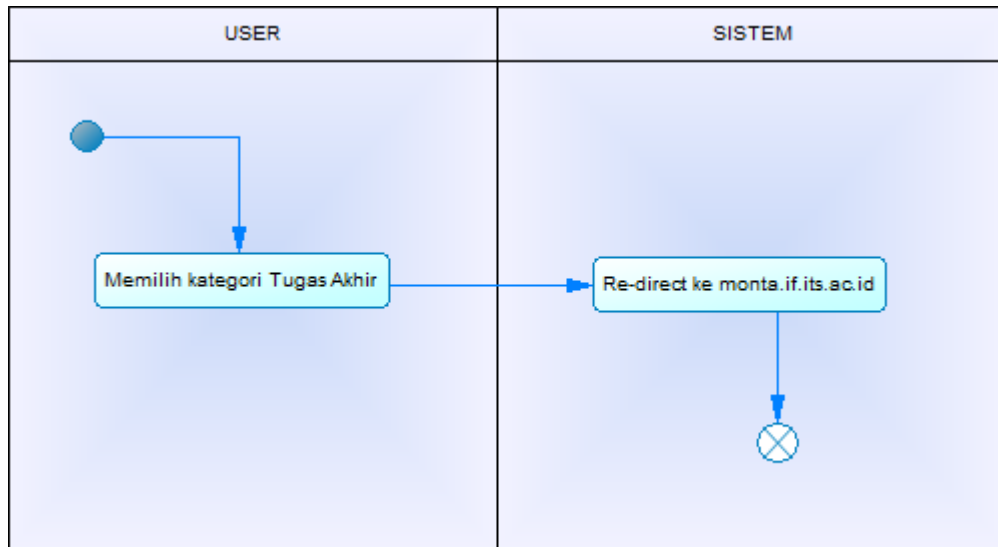 USER
SISTEM
Memilih kategori Tugas Akhir
Re-direct ke monta.if.its.ac.id